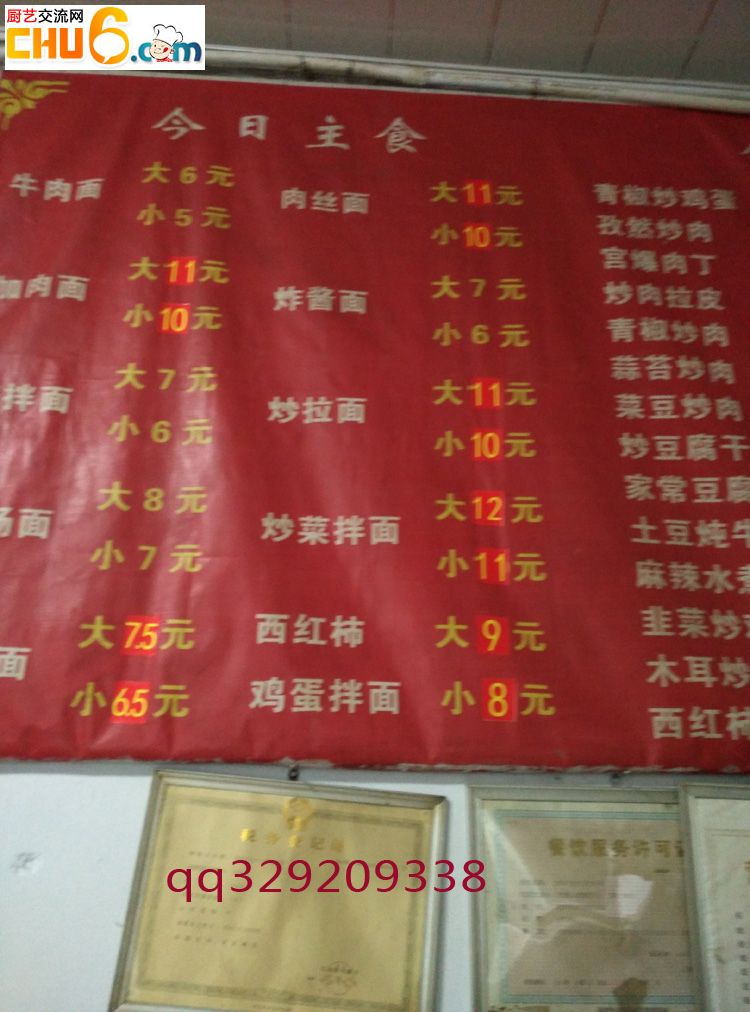 厨艺交流网
CHU6.com
今日主食
牛肉面 大6元 小5元
加肉面 大11元 小10元
拌面 大7元 小6元
汤面 大8元 小7元
面 大7.5元 小6.5元
肉丝面 大11元 小10元
炸酱面 大7元 小6元
炒拉面 大11元 小10元
炒菜拌面 大12元 小11元
西红柿 大9元
鸡蛋拌面 小8元
青椒炒鸡蛋
孜然炒肉
宫爆肉丁
炒肉拉皮
青椒炒肉
蒜苔炒肉
菜豆炒肉
炒豆腐干
家常豆腐
土豆炖牛
麻辣水煮
韭菜炒
木耳炒
西红柿
税务登记证
餐饮服务许可证
qq329209338